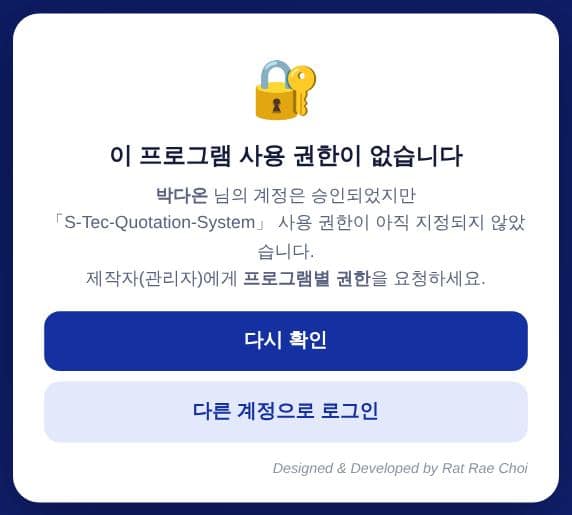 이 프로그램 사용 권한이 없습니다
박다온 님의 계정은 승인되었지만
「S-Tec-Quotation-System」 사용 권한이 아직 지정되지 않았
습니다.
제작자(관리자)에게 프로그램별 권한을 요청하세요.
다시 확인
다른 계정으로 로그인
Designed & Developed by Rat Rae Choi